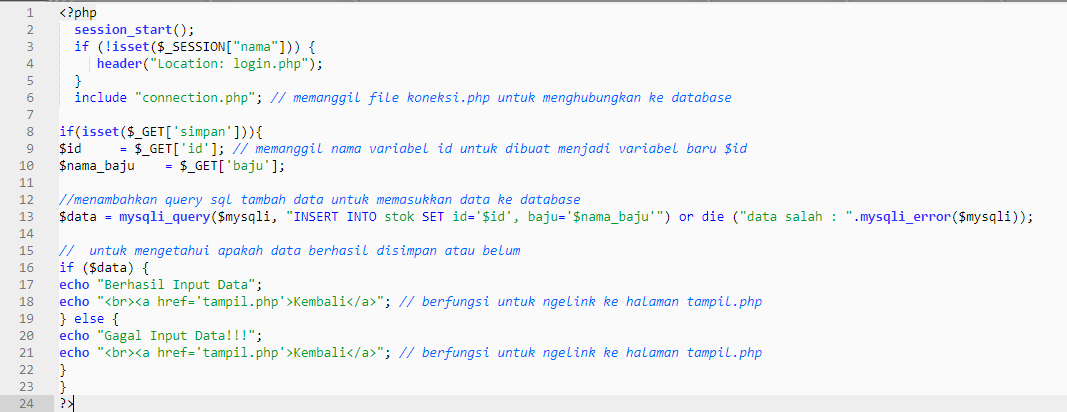 1 <?php
2 session_start();
3 if (!isset($_SESSION["nama"])) {
4 header("Location: login.php");
5 }
6 include "connection.php"; // memanggil file koneksi.php untuk menghubungkan ke database
7
8 if(isset($_GET['simpan'])){
9 $id = $_GET['id']; // memanggil nama variabel id untuk dibuat menjadi variabel baru $id
10 $nama_baju = $_GET['baju'];
11
12 //menambahkan query sql tambah data untuk memasukkan data ke database
13 $data = mysqli_query($mysqli, "INSERT INTO stok SET id='$id', baju='$nama_baju'") or die ("data salah : ".mysqli_error($mysqli));
14
15 // untuk mengetahui apakah data berhasil disimpan atau belum
16 if ($data) {
17 echo "Berhasil Input Data";
18 echo "<br><a href='tampil.php'>Kembali</a>"; // berfungsi untuk ngelink ke halaman tampil.php
19 } else {
20 echo "Gagal Input Data!!!";
21 echo "<br><a href='tampil.php'>Kembali</a>"; // berfungsi untuk ngelink ke halaman tampil.php
22 }
23 }
24 ?>